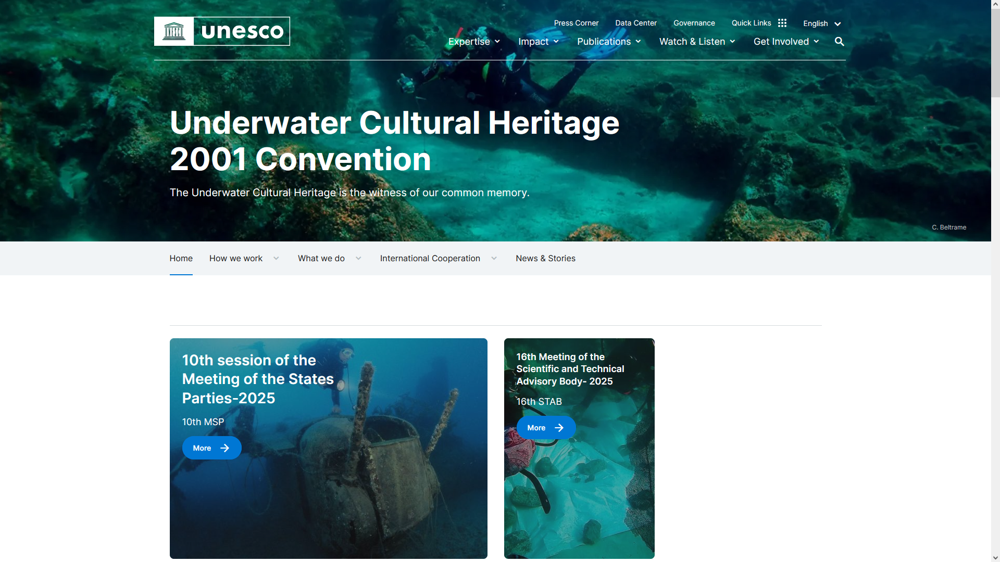 UNESCO
unesco
Press Corner
Data Center
Governance
Quick Links
English
Expertise
Impact
Publications
Watch & Listen
Get Involved
Underwater Cultural Heritage
2001 Convention
The Underwater Cultural Heritage is the witness of our common memory.
C. Beltrame
Home
How we work
What we do
International Cooperation
News & Stories
10th session of the
Meeting of the States
Parties-2025
10th MSP
More
16th Meeting of the
Scientific and Technical
Advisory Body- 2025
16th STAB
More